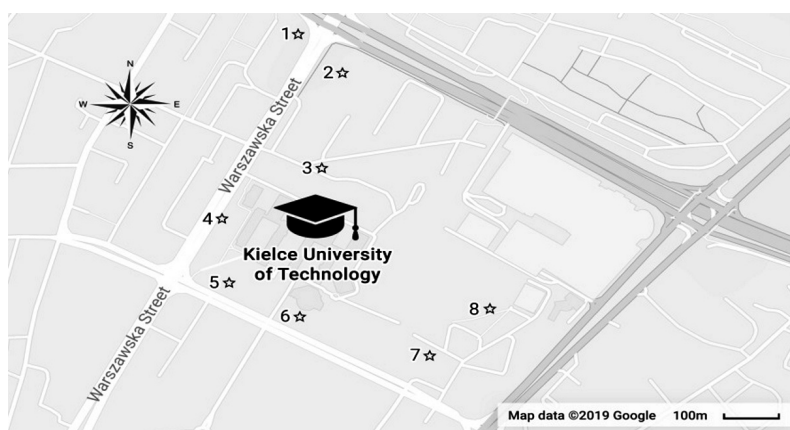 1
2
N
W E
S
Warszawska Street
3
4
Kielce University
of Technology
5
6
8
7
Warszawska Street
Map data ©2019 Google 100m